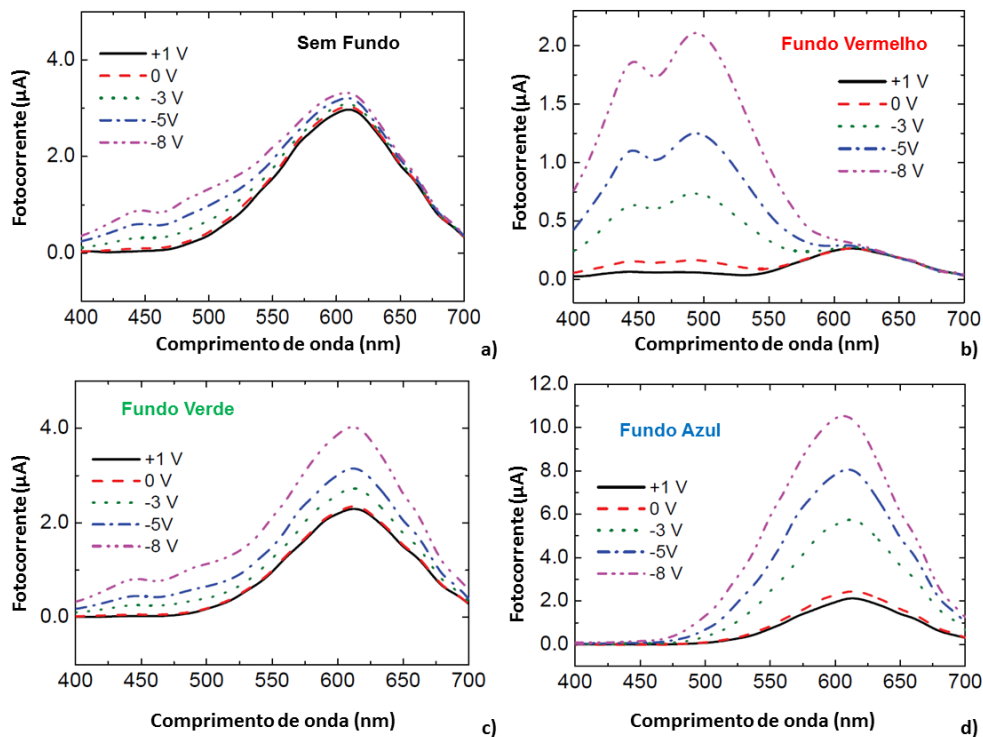 Sem Fundo
+1 V
0 V
-3 V
-5V
-8 V
Fotocorrente (µA)
4.0
2.0
0.0
400 450 500 550 600 650 700
Comprimento de onda (nm)
a)
Fundo Vermelho
+1 V
0 V
-3 V
-5V
-8 V
Fotocorrente (µA)
2.0
1.5
1.0
0.5
0.0
400 450 500 550 600 650 700
Comprimento de onda (nm)
b)
Fundo Verde
+1 V
0 V
-3 V
-5V
-8 V
Fotocorrente (µA)
4.0
2.0
0.0
400 450 500 550 600 650 700
Comprimento de onda (nm)
c)
Fundo Azul
+1 V
0 V
-3 V
-5V
-8 V
Fotocorrente (µA)
12.0
10.0
8.0
6.0
4.0
2.0
0.0
400 450 500 550 600 650 700
Comprimento de onda (nm)
d)